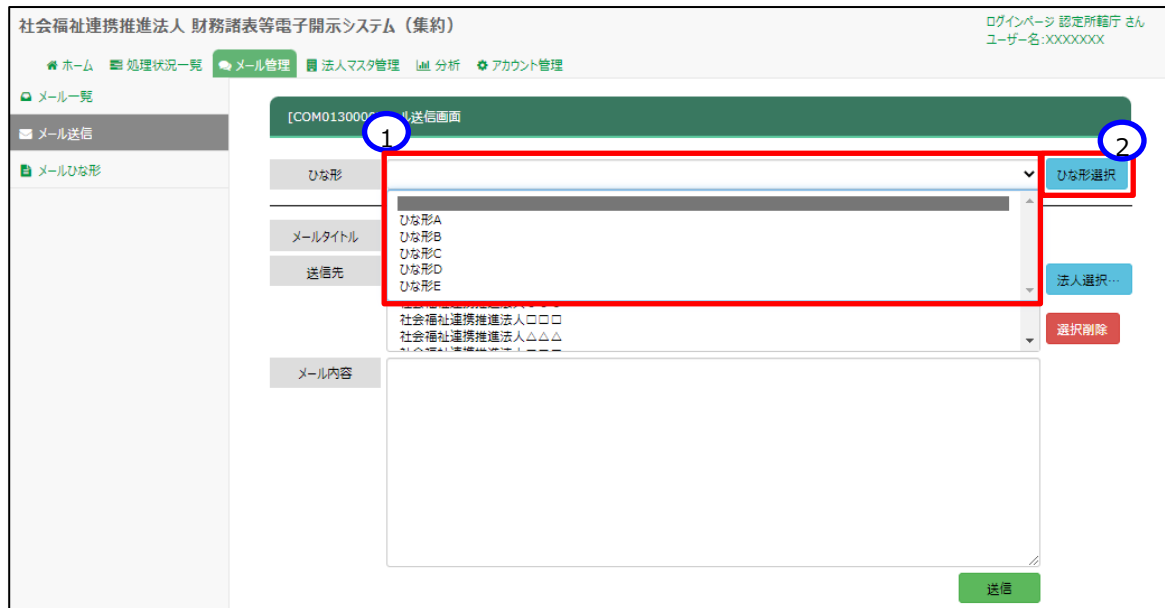 社会福祉連携推進法人 財務諸表等電子開示システム（集約）
ログインページ 認定所轄庁 さん
ユーザー名:XXXXXXX
ホーム 処理状況一覧 メール管理 法人マスタ管理 分析 アカウント管理
メール一覧
メール送信
メールひな形
[COM013000 ル送信画面
1
2
ひな形
ひな形選択
ひな形A
ひな形B
ひな形C
ひな形D
ひな形E
メールタイトル
送信先
法人選択…
社会福祉連携推進法人□□□
社会福祉連携推進法人△△△
選択削除
メール内容
送信